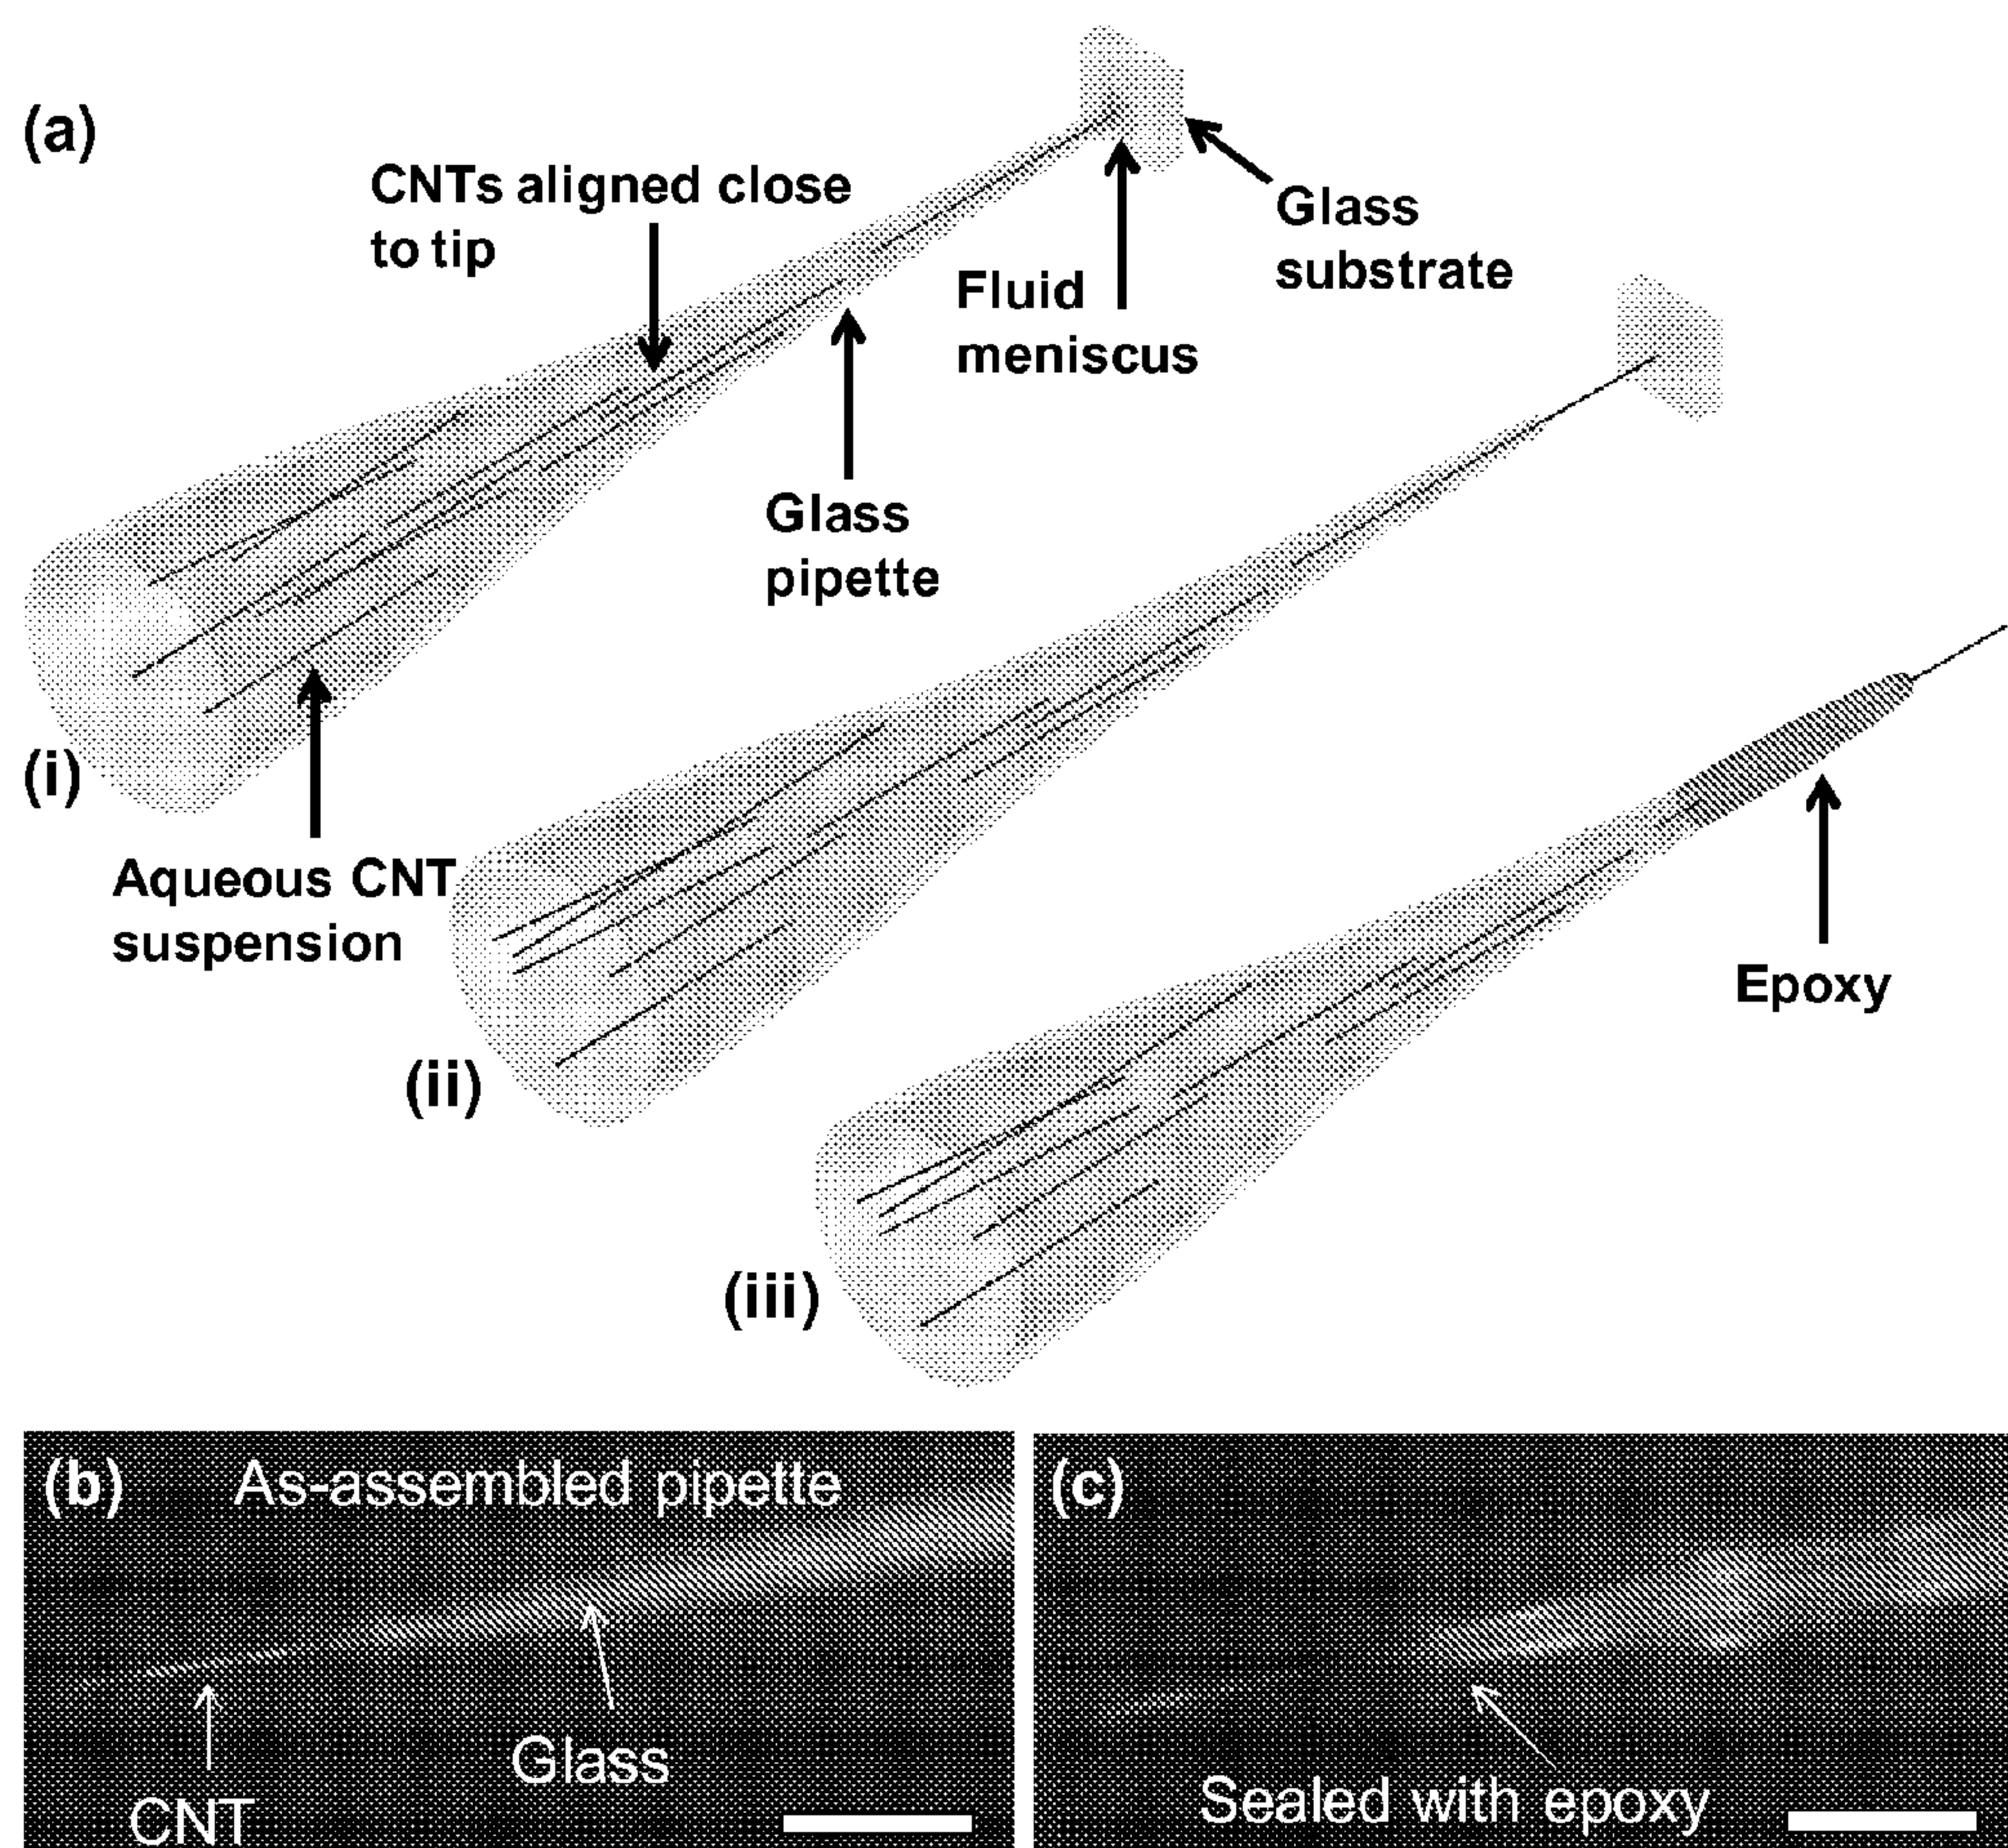 (a)
CNTs aligned close
to tip
Glass
substrate
Fluid
meniscus
Glass
pipette
(i)
Aqueous CNT
suspension
(ii)
Epoxy
(iii)
(b)
As-assembled pipette
Glass
CNT
(c)
Sealed with epoxy